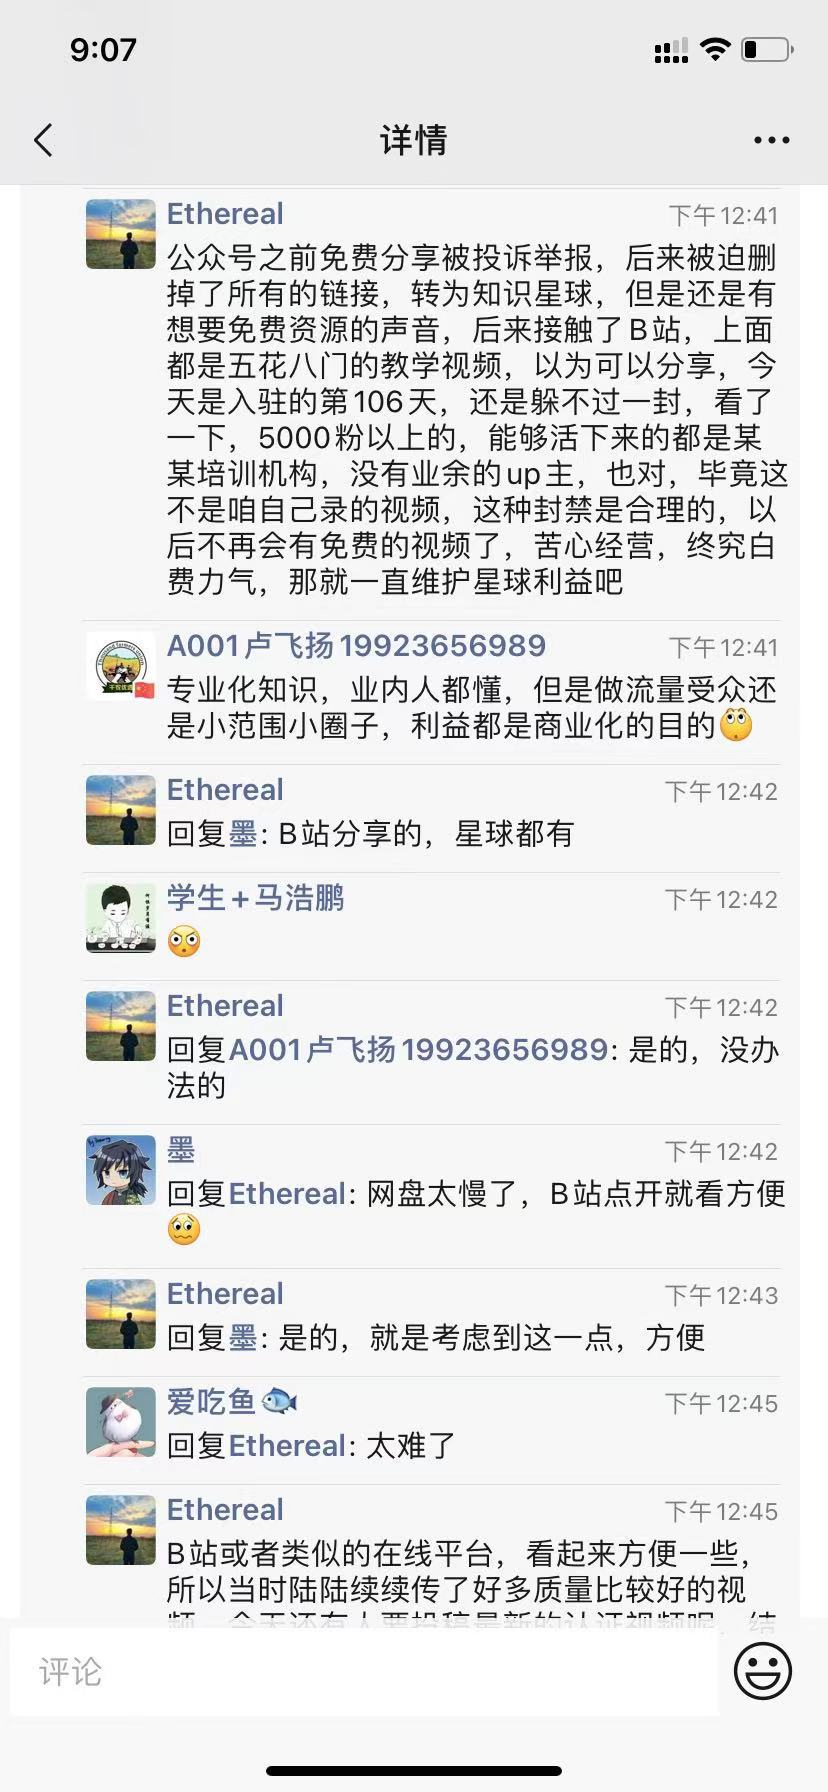 9:07
详情
Ethereal
下午12:41
公众号之前免费分享被投诉举报，后来被迫删
掉了所有的链接，转为知识星球，但是还是有
想要免费资源的声音，后来接触了B站，上面
都是五花八门的教学视频，以为可以分享，今
天是入驻的第106天，还是躲不过一封，看了
一下，5000粉以上的，能够活下来的都是某
某培训机构，没有业余的up主，也对，毕竟这
不是咱自己录的视频，这种封禁是合理的，以
后不再会有免费的视频了，苦心经营，终究白
费力气，那就一直维护星球利益吧
A001卢飞扬19923656989
下午12:41
专业化知识，业内人都懂，但是做流量受众还
是小范围小圈子，利益都是商业化的目的🙄
Ethereal
下午12:42
回复墨: B站分享的，星球都有
学生+马浩鹏
下午12:42
Ethereal
下午12:42
回复A001卢飞扬19923656989: 是的，没办
法的
墨
下午12:42
回复Ethereal: 网盘太慢了，B站点开就看方便
Ethereal
下午12:43
回复墨: 是的，就是考虑到这一点，方便
爱吃鱼🐟
下午12:45
回复Ethereal: 太难了
Ethereal
下午12:45
B站或者类似的在线平台，看起来方便一些，
所以当时陆陆续续传了好多质量比较好的视
频，今天还有人要投稿最新的认证视频呢，结
评论